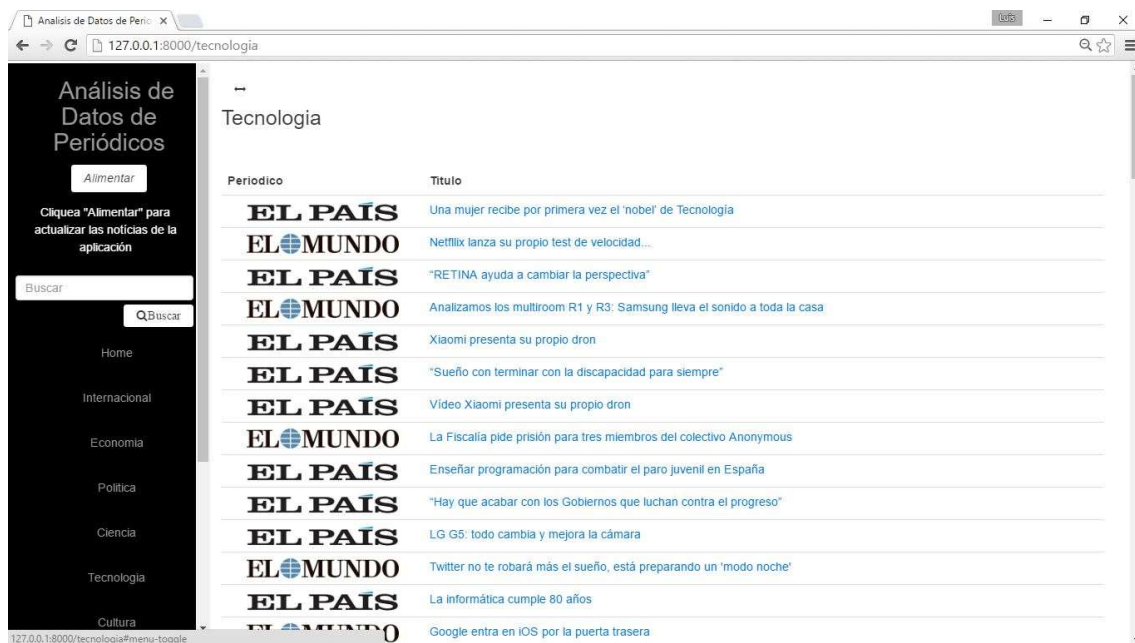 Analisis de Datos de Perio
Luis
127.0.0.1:8000/tecnologia
Análisis de
Datos de
Periódicos
Alimentar
Cliquea "Alimentar" para
actualizar las notícias de la
aplicación
Buscar
Buscar
Home
Internacional
Economia
Politica
Ciencia
Tecnologia
Cultura
127.0.0.1:8000/tecnologia#menu-toggle
Tecnologia
Periodico Titulo
EL PAÍS Una mujer recibe por primera vez el 'nobel' de Tecnología
EL MUNDO Netfllix lanza su propio test de velocidad...
EL PAÍS “RETINA ayuda a cambiar la perspectiva”
EL MUNDO Analizamos los multiroom R1 y R3: Samsung lleva el sonido a toda la casa
EL PAÍS Xiaomi presenta su propio dron
EL PAÍS “Sueño con terminar con la discapacidad para siempre”
EL PAÍS Vídeo Xiaomi presenta su propio dron
EL MUNDO La Fiscalía pide prisión para tres miembros del colectivo Anonymous
EL PAÍS Enseñar programación para combatir el paro juvenil en España
EL PAÍS “Hay que acabar con los Gobiernos que luchan contra el progreso”
EL PAÍS LG G5: todo cambia y mejora la cámara
EL MUNDO Twitter no te robará más el sueño, está preparando un 'modo noche'
EL PAÍS La informática cumple 80 años
EL MUNDO Google entra en iOS por la puerta trasera